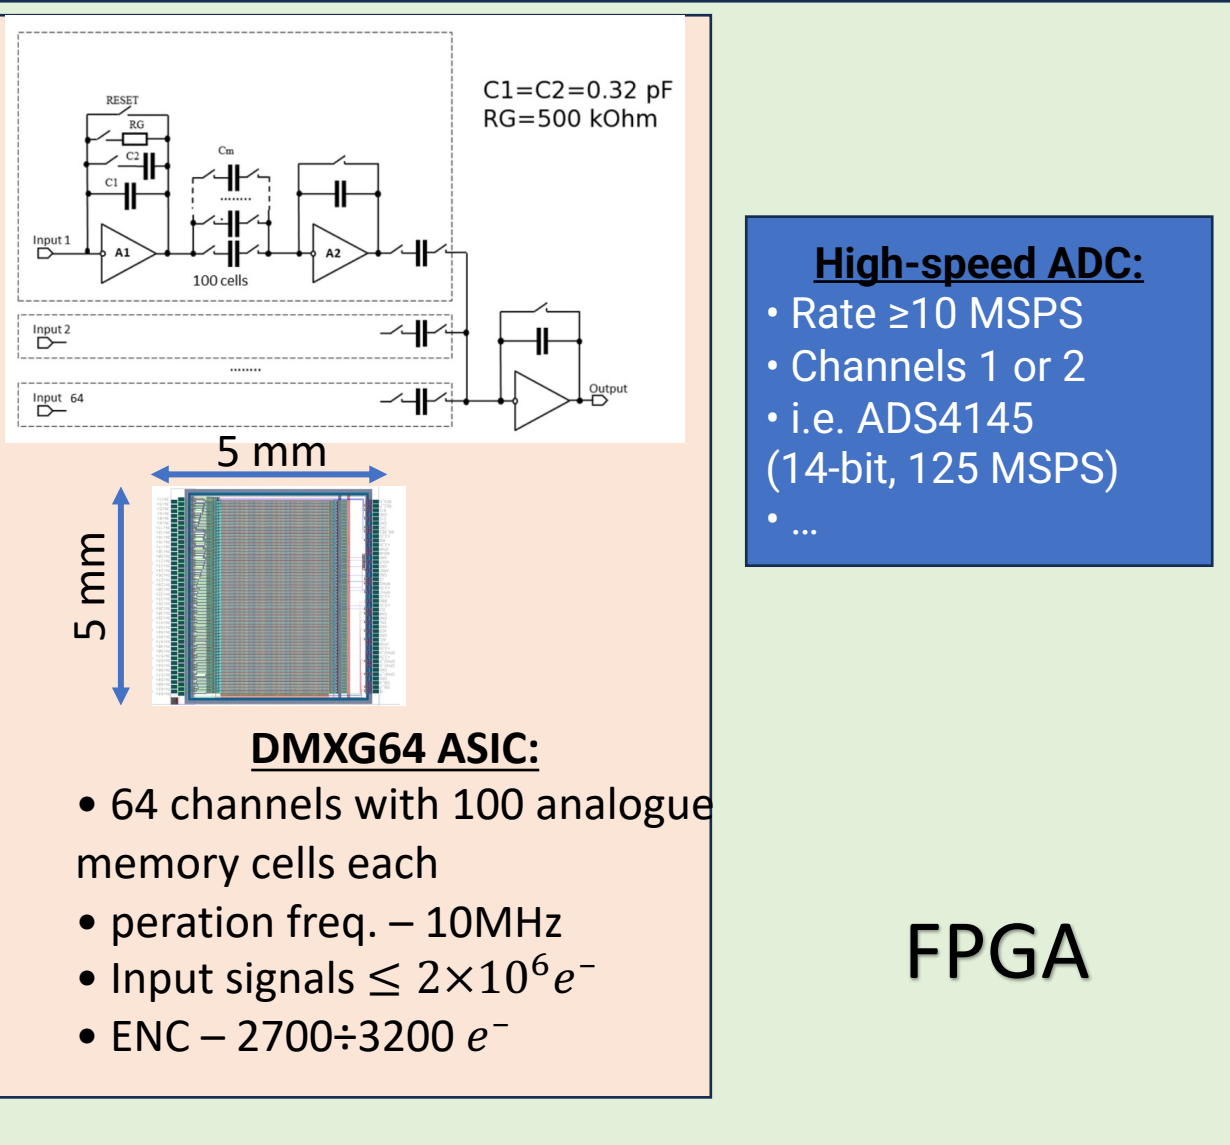 C1=C2=0.32 pF
RG=500 kOhm
RESET
RG
C2
C1
Cm
........
Input 1
A1
A2
100 cells
Input 2
........
Input 64
Output
5 mm
5 mm
DMXG64 ASIC:
• 64 channels with 100 analogue
memory cells each
• peration freq. – 10MHz
• Input signals ≤ 2×10⁶e⁻
• ENC – 2700÷3200 e⁻
High-speed ADC:
• Rate ≥10 MSPS
• Channels 1 or 2
• i.e. ADS4145
(14-bit, 125 MSPS)
• ...
FPGA